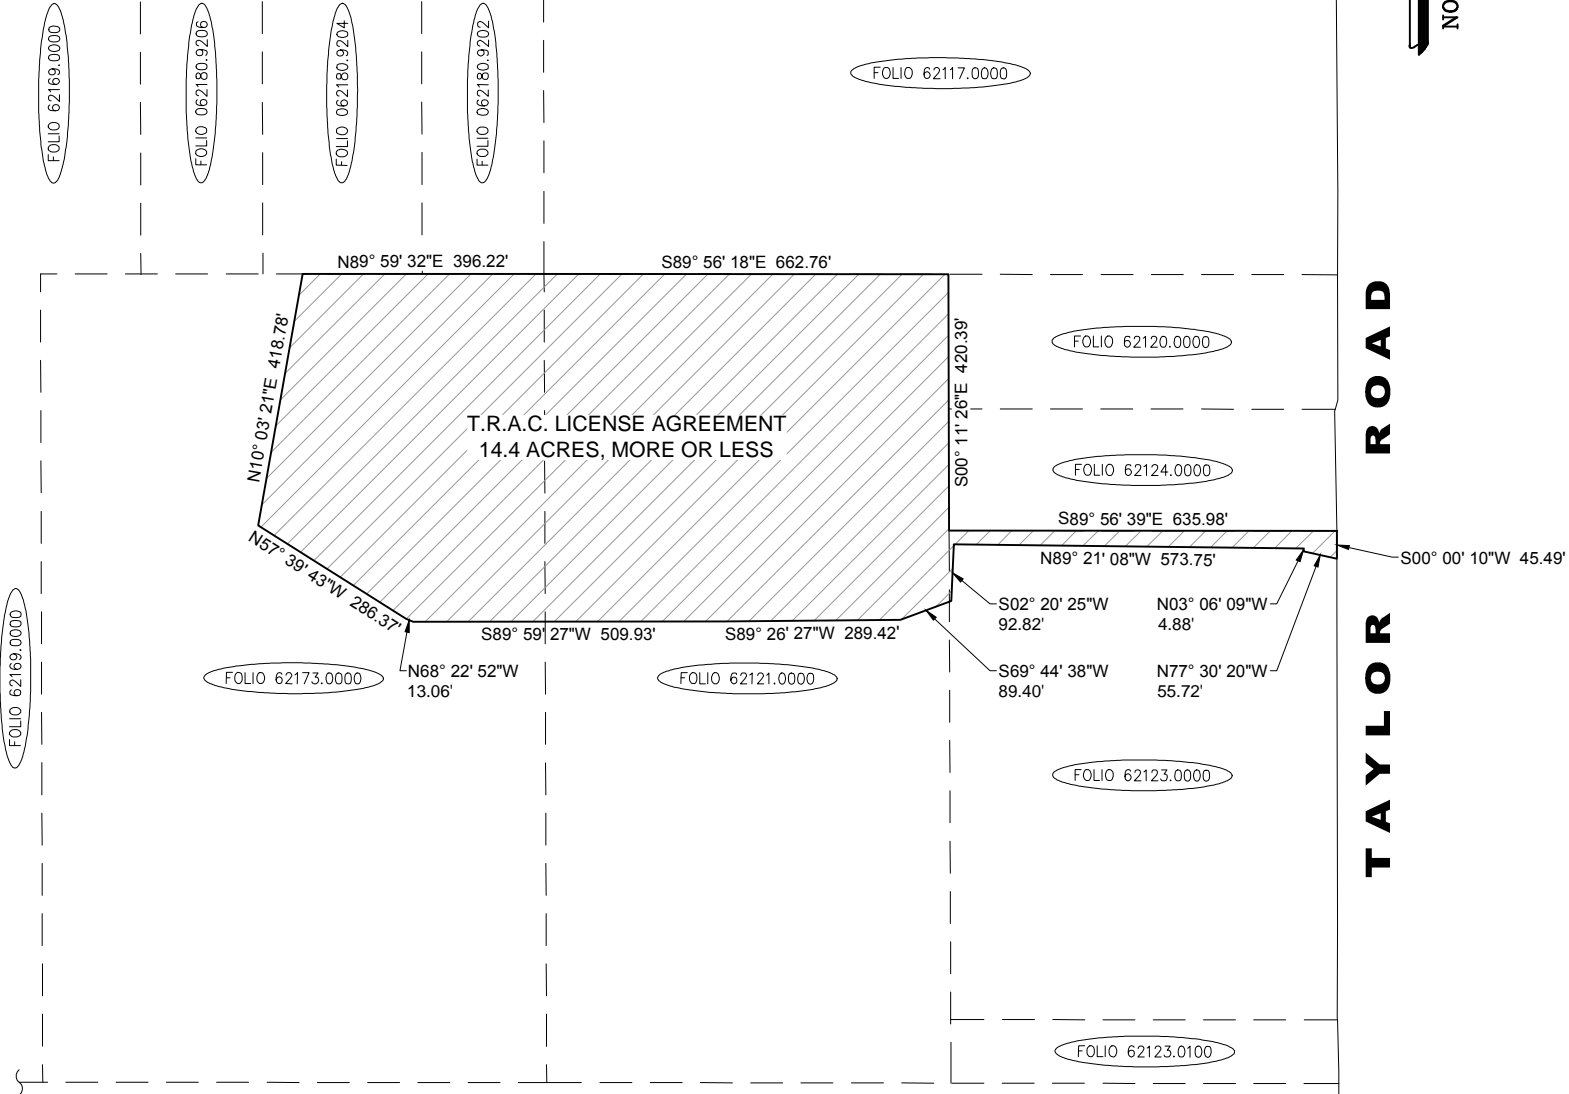 FOLIO 62169.0000
FOLIO 062180.9206
FOLIO 062180.9204
FOLIO 062180.9202
FOLIO 62117.0000
NO
N89° 59' 32"E 396.22'
S89° 56' 18"E 662.76'
N10° 03' 21"E 418.78'
S00° 11' 26"E 420.39'
FOLIO 62120.0000
T.R.A.C. LICENSE AGREEMENT
14.4 ACRES, MORE OR LESS
FOLIO 62124.0000
S89° 56' 39"E 635.98'
N89° 21' 08"W 573.75'
S00° 00' 10"W 45.49'
N57° 39' 43"W 286.37'
S02° 20' 25"W
92.82'
N03° 06' 09"W
4.88'
S89° 59' 27"W 509.93'
S89° 26' 27"W 289.42'
N68° 22' 52"W
13.06'
S69° 44' 38"W
89.40'
N77° 30' 20"W
55.72'
FOLIO 62169.0000
FOLIO 62173.0000
FOLIO 62121.0000
FOLIO 62123.0000
FOLIO 62123.0100
TAYLOR ROAD